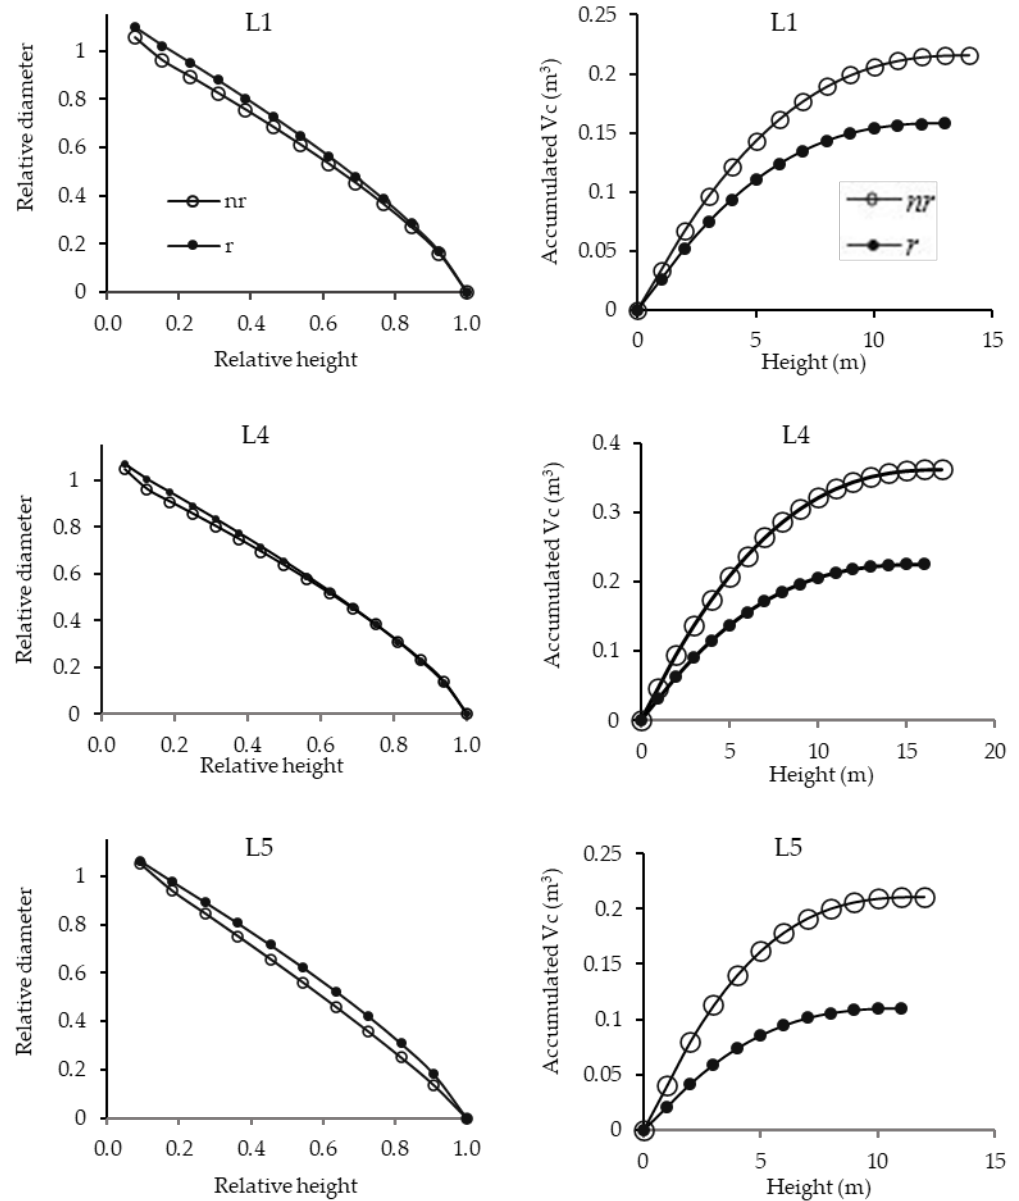 L1
Relative diameter
1
0.8
0.6
0.4
0.2
0
nr
r
0.0 0.2 0.4 0.6 0.8 1.0
Relative height
L1
Accumulated Vc (m³)
0.25
0.2
0.15
0.1
0.05
0
nr
r
0 5 10 15
Height (m)
L4
Relative diameter
1
0.8
0.6
0.4
0.2
0
0.0 0.2 0.4 0.6 0.8 1.0
Relative height
L4
Accumulated Vc (m³)
0.4
0.3
0.2
0.1
0
0 5 10 15 20
Height (m)
L5
Relative diameter
1
0.8
0.6
0.4
0.2
0
0.0 0.2 0.4 0.6 0.8 1.0
Relative height
L5
Accumulated Vc (m³)
0.25
0.2
0.15
0.1
0.05
0
0 5 10 15
Height (m)